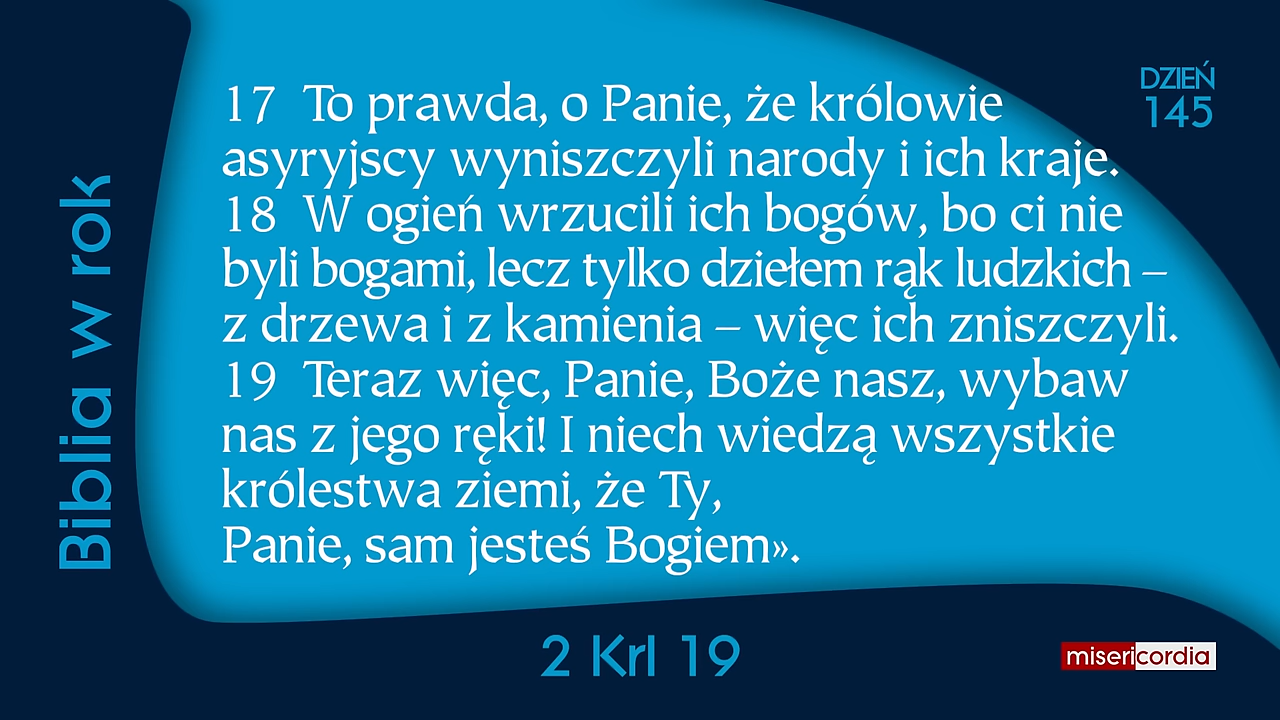 DZIEŃ
145
17 To prawda, o Panie, że królowie
asyryjscy wyniszczyli narody i ich kraje.
18 W ogień wrzucili ich bogów, bo ci nie
byli bogami, lecz tylko dziełem rąk ludzkich –
z drzewa i z kamienia – więc ich zniszczyli.
19 Teraz więc, Panie, Boże nasz, wybaw
nas z jego ręki! I niech wiedzą wszystkie
królestwa ziemi, że Ty,
Panie, sam jesteś Bogiem».
Biblia w rok
2 Krl 19
misericordia